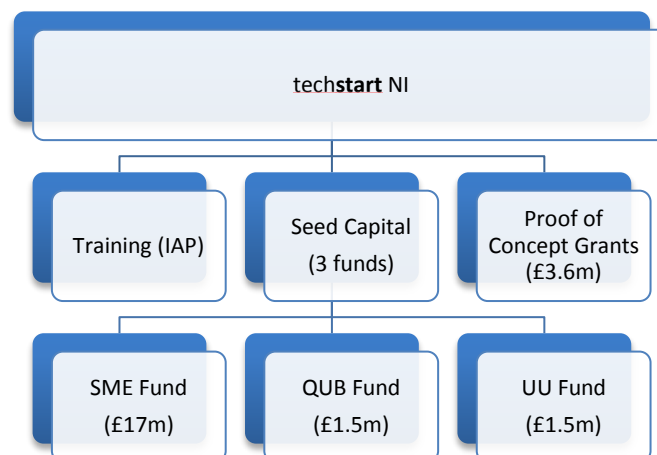 techstart NI
Training (IAP)
Seed Capital
(3 funds)
Proof of
Concept Grants
(£3.6m)
SME Fund
(£17m)
QUB Fund
(£1.5m)
UU Fund
(£1.5m)